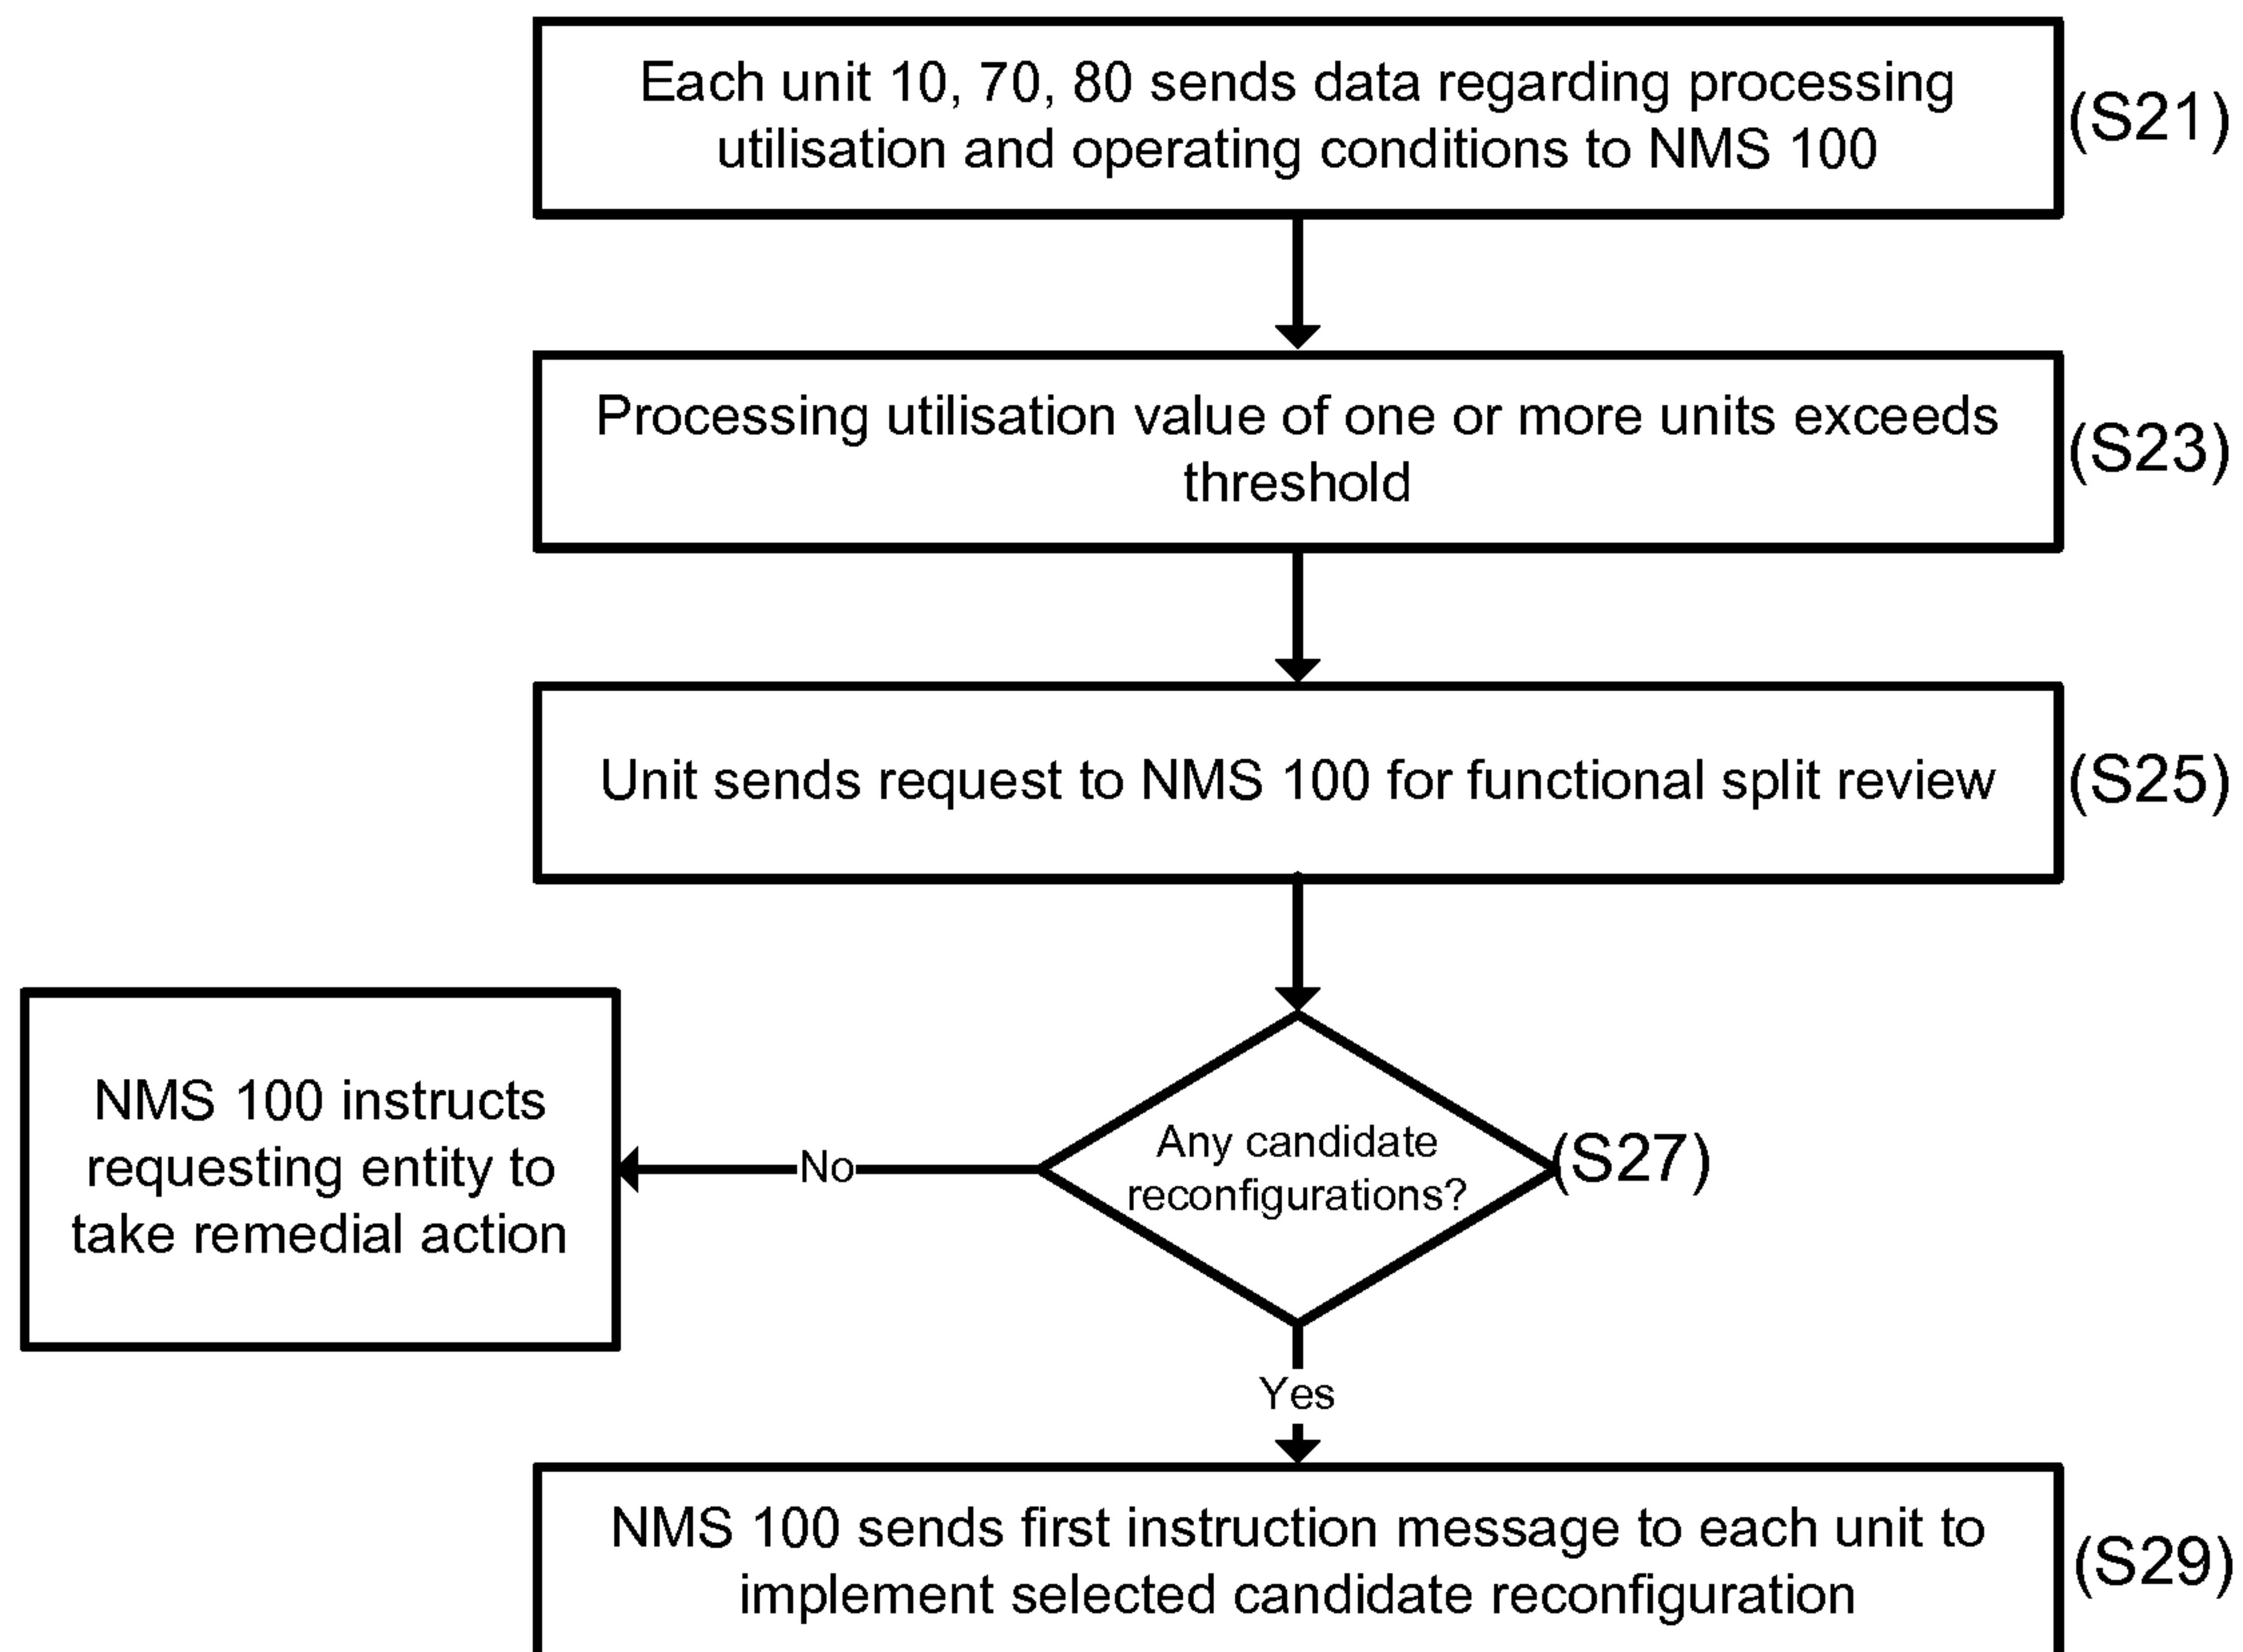 Each unit 10, 70, 80 sends data regarding processing
utilisation and operating conditions to NMS 100
(S21)
Processing utilisation value of one or more units exceeds
threshold
(S23)
Unit sends request to NMS 100 for functional split review
(S25)
Any candidate
reconfigurations?
(S27)
No
NMS 100 instructs
requesting entity to
take remedial action
Yes
NMS 100 sends first instruction message to each unit to
implement selected candidate reconfiguration
(S29)